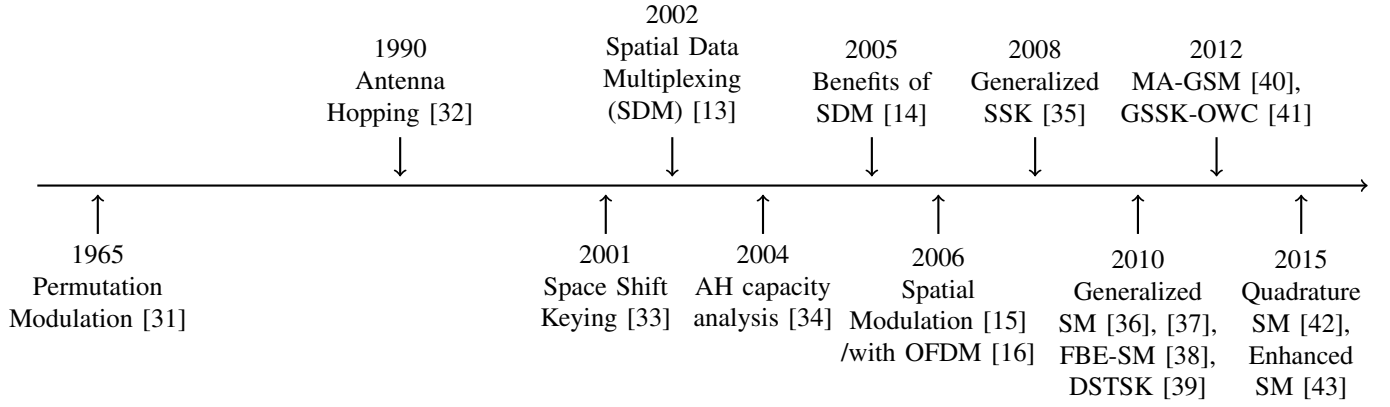 1990
Antenna
Hopping [32]
2002
Spatial Data
Multiplexing
(SDM) [13]
2005
Benefits of
SDM [14]
2008
Generalized
SSK [35]
2012
MA-GSM [40],
GSSK-OWC [41]
1965
Permutation
Modulation [31]
2001
Space Shift
Keying [33]
2004
AH capacity
analysis [34]
2006
Spatial
Modulation [15]
/with OFDM [16]
2010
Generalized
SM [36], [37],
FBE-SM [38],
DSTSK [39]
2015
Quadrature
SM [42],
Enhanced
SM [43]